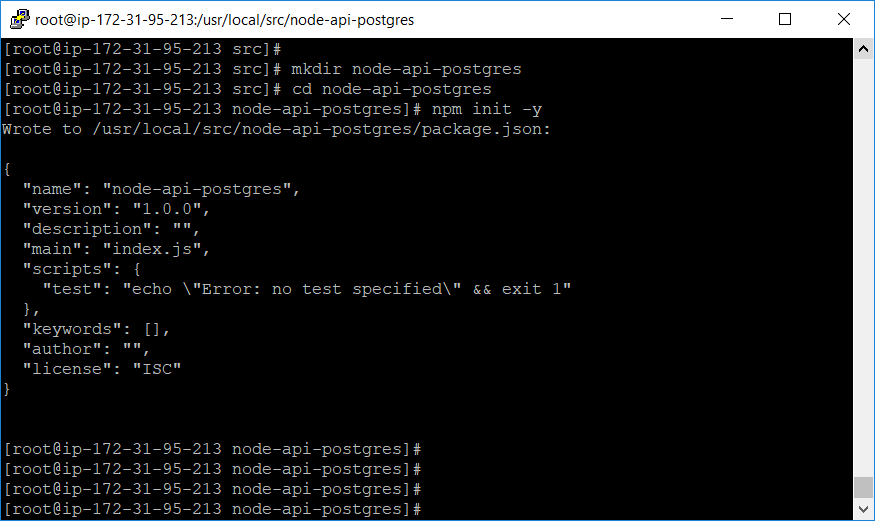 root@ip-172-31-95-213:/usr/local/src/node-api-postgres
[root@ip-172-31-95-213 src]#
[root@ip-172-31-95-213 src]# mkdir node-api-postgres
[root@ip-172-31-95-213 src]# cd node-api-postgres
[root@ip-172-31-95-213 node-api-postgres]# npm init -y
Wrote to /usr/local/src/node-api-postgres/package.json:

{
  "name": "node-api-postgres",
  "version": "1.0.0",
  "description": "",
  "main": "index.js",
  "scripts": {
    "test": "echo \"Error: no test specified\" && exit 1"
  },
  "keywords": [],
  "author": "",
  "license": "ISC"
}

[root@ip-172-31-95-213 node-api-postgres]#
[root@ip-172-31-95-213 node-api-postgres]#
[root@ip-172-31-95-213 node-api-postgres]#
[root@ip-172-31-95-213 node-api-postgres]#